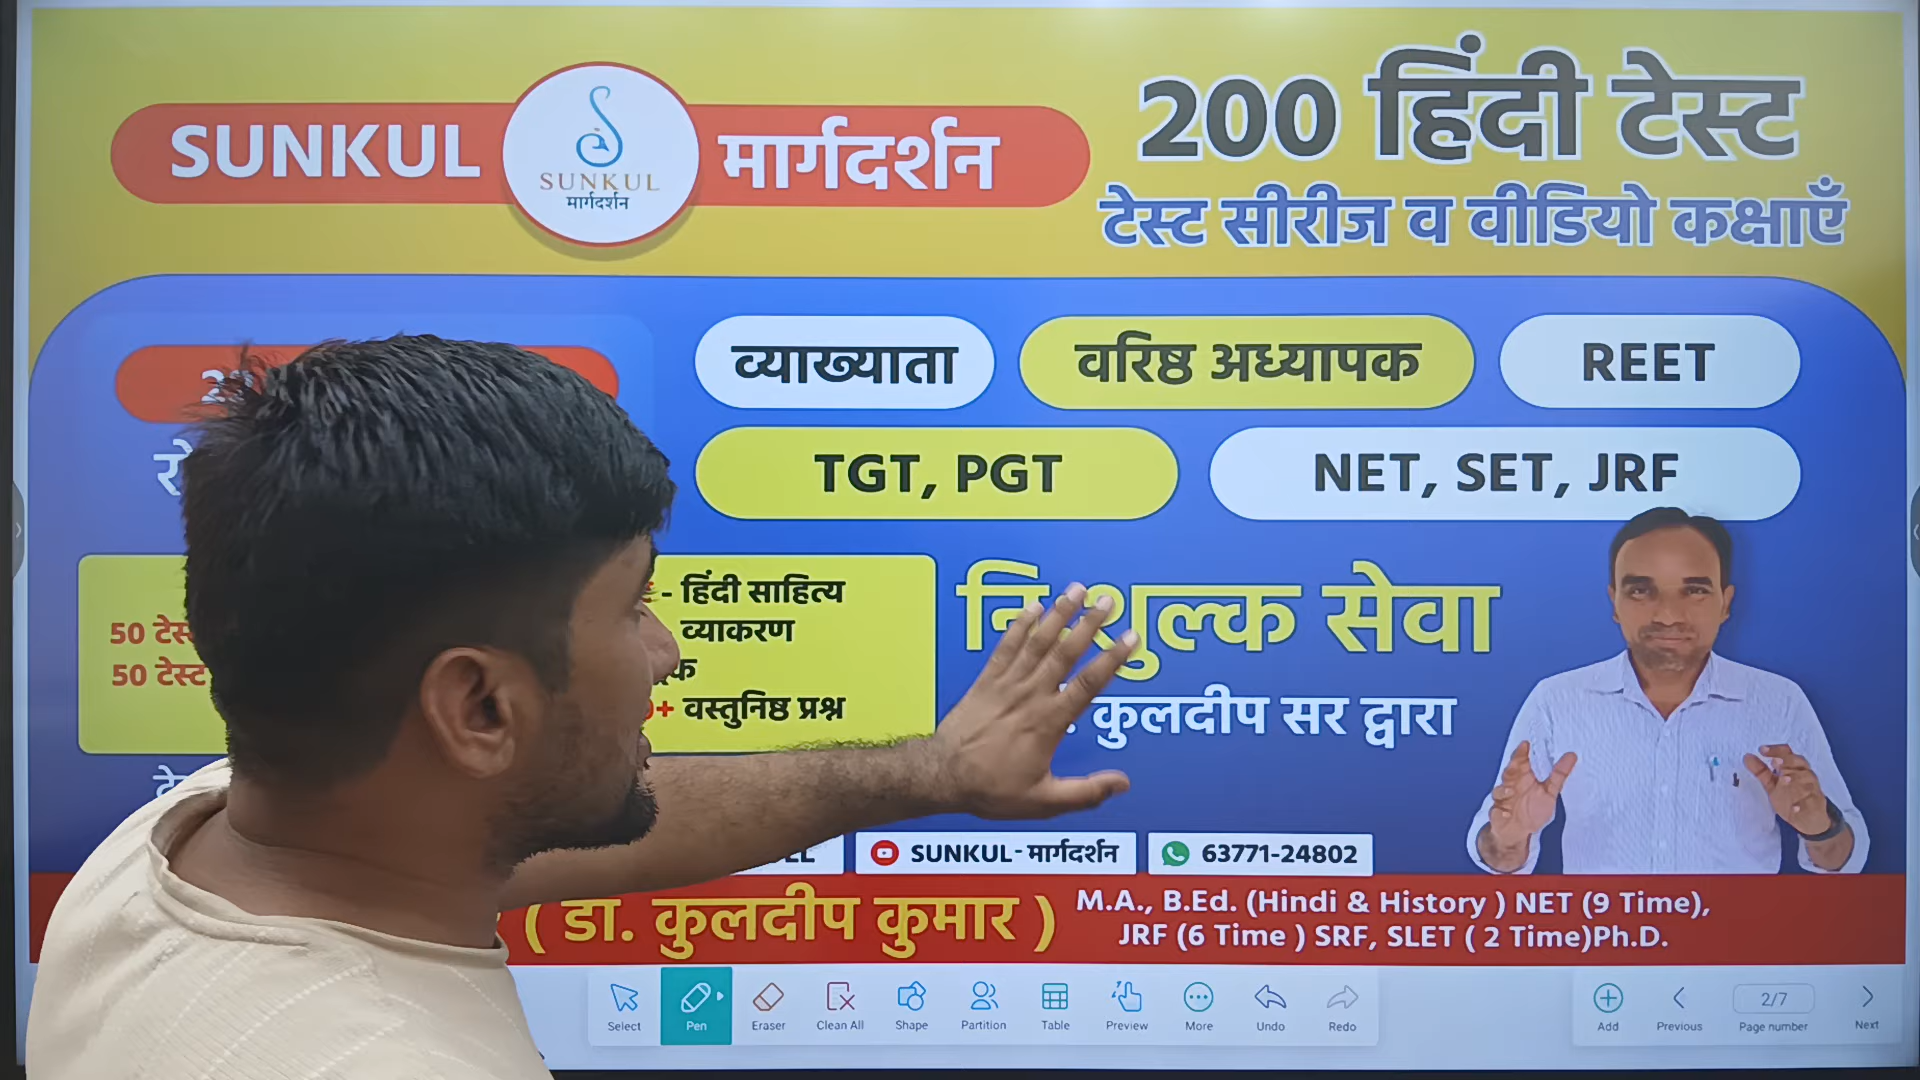 SUNKUL
SUNKUL
मार्गदर्शन
मार्गदर्शन
200 हिंदी टेस्ट
टेस्ट सीरीज व वीडियो कक्षाएँ
व्याख्याता
वरिष्ठ अध्यापक
REET
TGT, PGT
NET, SET, JRF
- हिंदी साहित्य
50 टेस्ट
व्याकरण
50 टेस्ट
वस्तुनिष्ठ प्रश्न
सेवा
कुलदीप सर द्वारा
SUNKUL-मार्गदर्शन
63771-24802
( डा. कुलदीप कुमार )
M.A., B.Ed. (Hindi & History ) NET (9 Time),
JRF (6 Time ) SRF, SLET ( 2 Time)Ph.D.
Select
Pen
Eraser
Clean All
Shape
Partition
Table
Preview
More
Undo
Redo
Add
Previous
2/7
Page number
Next